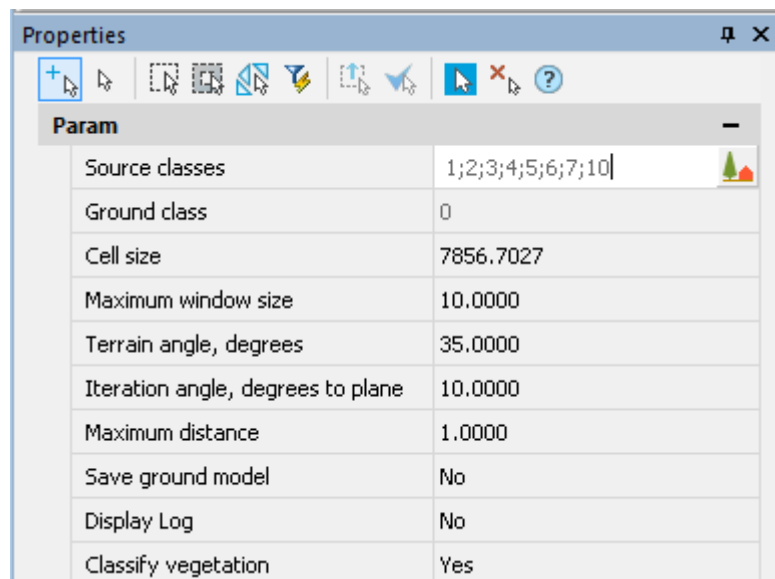 Properties
Param
Source classes 1;2;3;4;5;6;7;10
Ground class 0
Cell size 7856.7027
Maximum window size 10.0000
Terrain angle, degrees 35.0000
Iteration angle, degrees to plane 10.0000
Maximum distance 1.0000
Save ground model No
Display Log No
Classify vegetation Yes